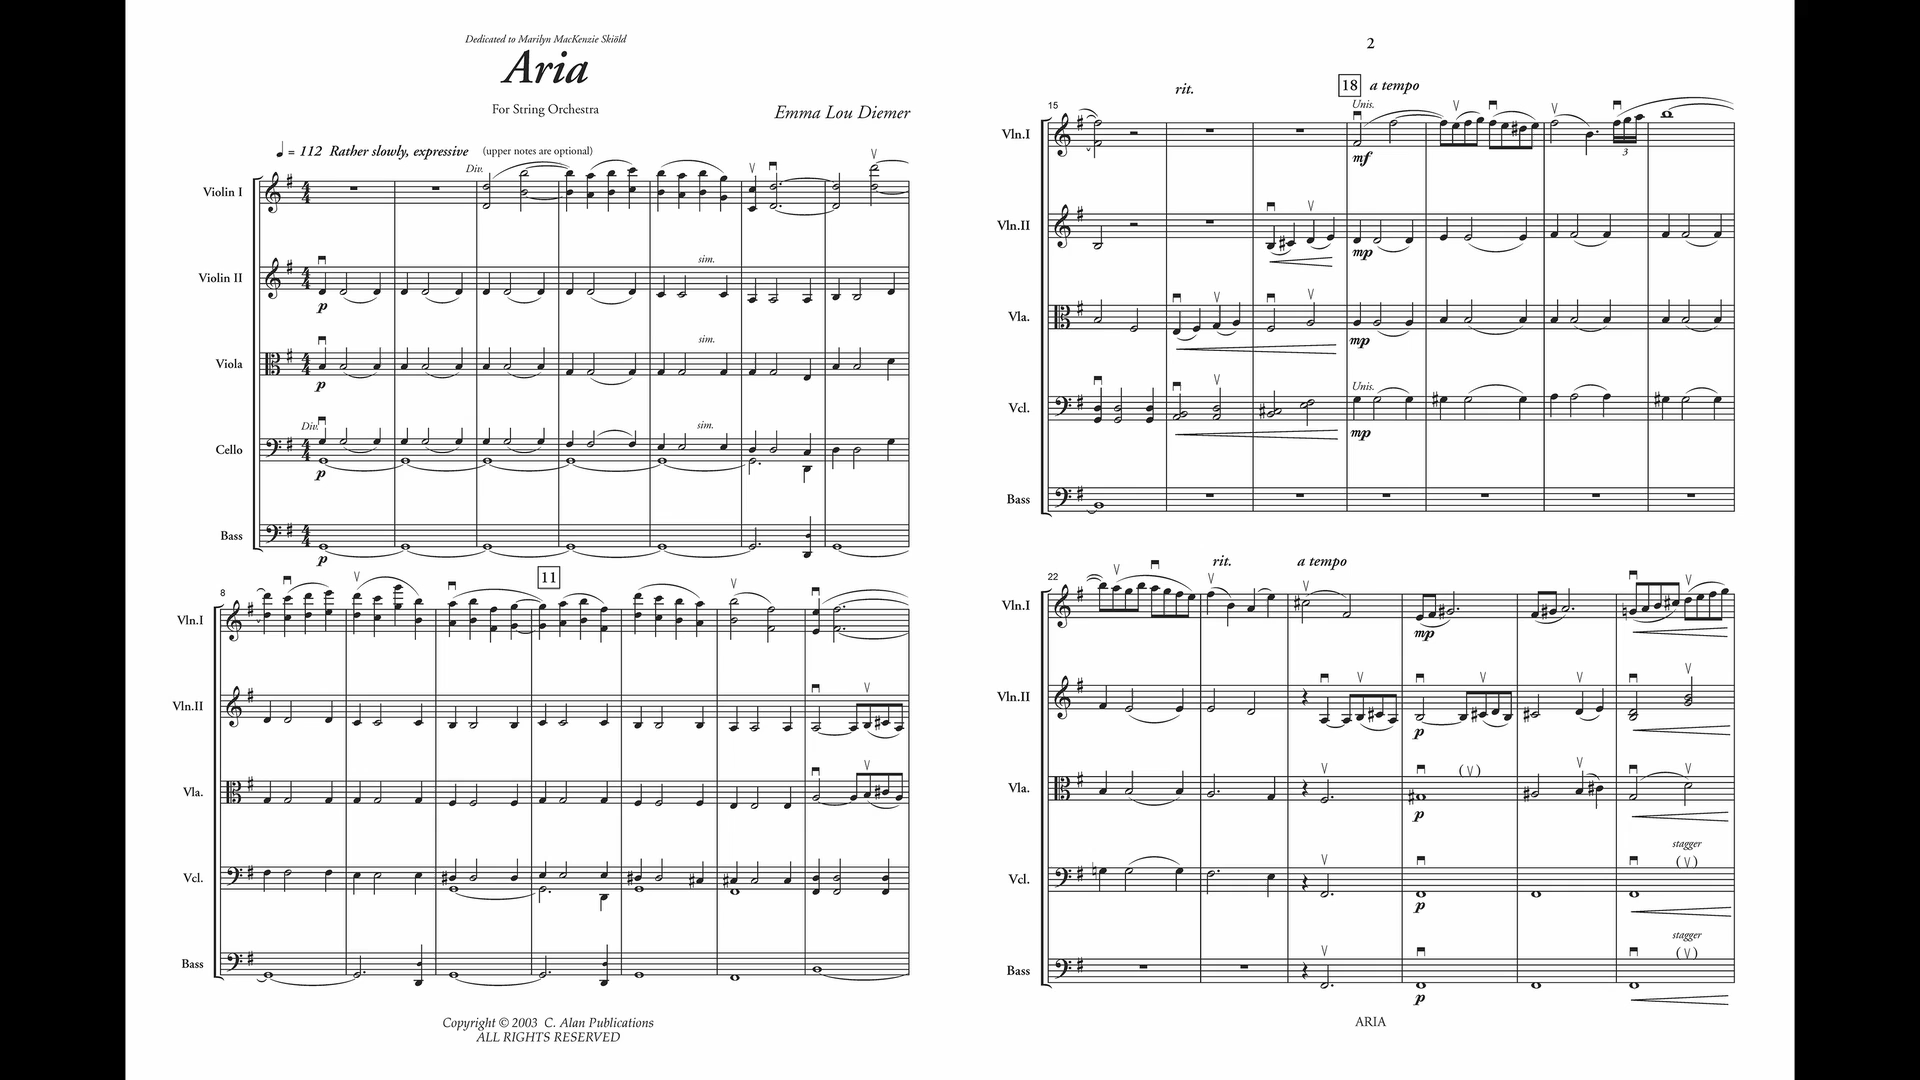 Dedicated to Marilyn MacKenzie Skiöld
Aria
For String Orchestra
Emma Lou Diemer
♩ = 112 Rather slowly, expressive (upper notes are optional)
Div.
Violin I
sim.
Violin II
p
sim.
Viola
p
Div.
sim.
Cello
p
Bass
p
11
8
Vln.I
Vln.II
Vla.
Vcl.
Bass
Copyright © 2003 C. Alan Publications
ALL RIGHTS RESERVED
2
rit.
18 a tempo
15
Unis.
Vln.I
mf
3
Vln.II
mp
Vla.
mp
Unis.
Vcl.
mp
Bass
rit. a tempo
22
Vln.I
mp
Vln.II
p
Vla.
p
stagger
Vcl.
p
stagger
Bass
p
ARIA